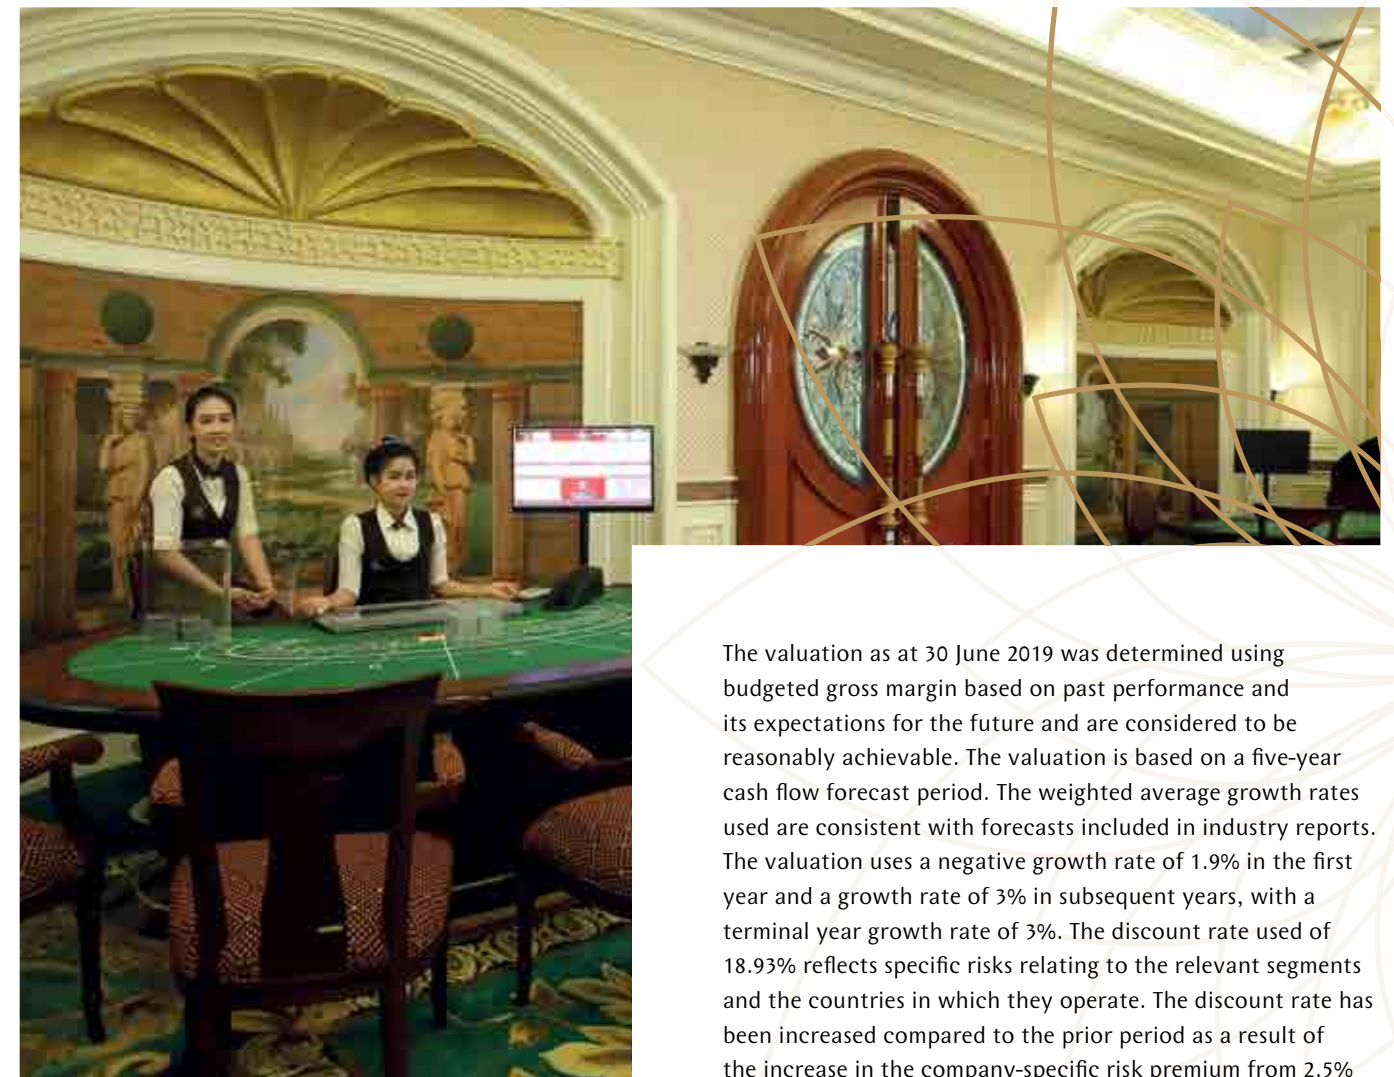 The valuation as at 30 June 2019 was determined using
budgeted gross margin based on past performance and
its expectations for the future and are considered to be
reasonably achievable. The valuation is based on a five-year
cash flow forecast period. The weighted average growth rates
used are consistent with forecasts included in industry reports.
The valuation uses a negative growth rate of 1.9% in the first
year and a growth rate of 3% in subsequent years, with a
terminal year growth rate of 3%. The discount rate used of
18.93% reflects specific risks relating to the relevant segments
and the countries in which they operate. The discount rate has
been increased compared to the prior period as a result of
the increase in the company-specific risk premium from 2.5%